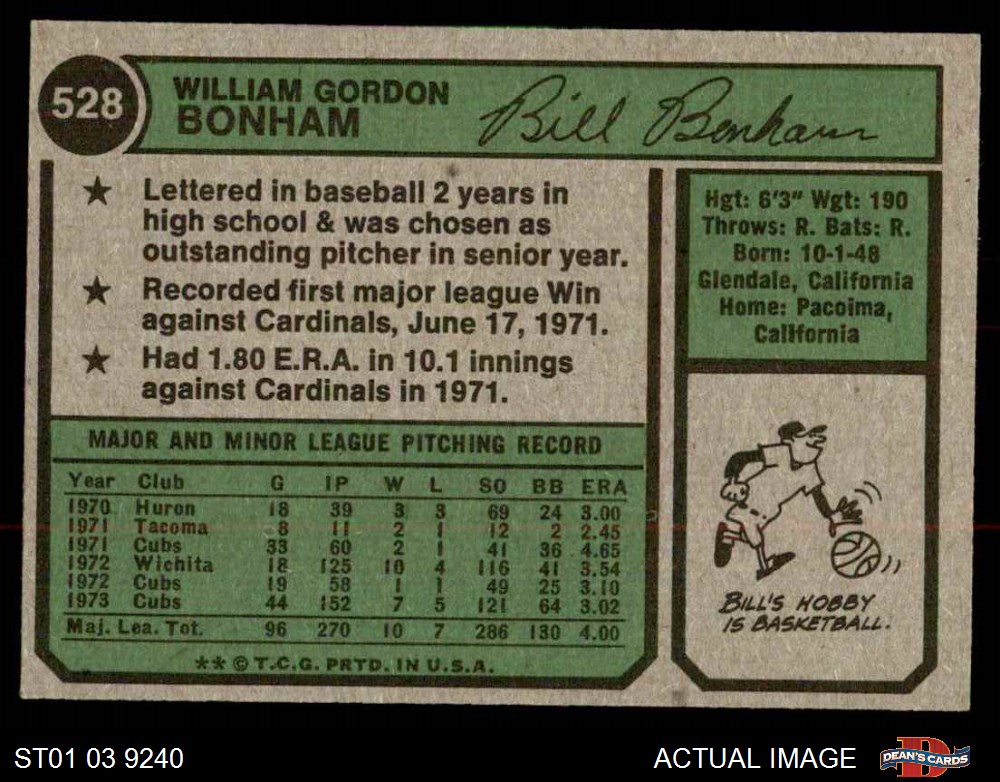 528
WILLIAM GORDON
BONHAM
Bill Bonham
★ Lettered in baseball 2 years in
high school & was chosen as
outstanding pitcher in senior year.
★ Recorded first major league Win
against Cardinals, June 17, 1971.
★ Had 1.80 E.R.A. in 10.1 innings
against Cardinals in 1971.
Hgt: 6'3" Wgt: 190
Throws: R. Bats: R.
Born: 10-1-48
Glendale, California
Home: Pacoima,
California
MAJOR AND MINOR LEAGUE PITCHING RECORD
Year Club G IP W L SO BB ERA
1970 Huron 18 39 3 3 69 24 3.00
1971 Tacoma 8 11 2 1 12 2 2.45
1971 Cubs 33 60 2 1 41 36 4.65
1972 Wichita 18 125 10 4 116 41 3.54
1972 Cubs 19 58 1 1 49 25 3.10
1973 Cubs 44 152 7 5 121 64 3.02
Maj. Lea. Tot. 96 270 10 7 286 130 4.00
** © T.C.G. PRTD. IN U.S.A.
BILL'S HOBBY
IS BASKETBALL.
ST01 03 9240
ACTUAL IMAGE
DEAN'S CARDS